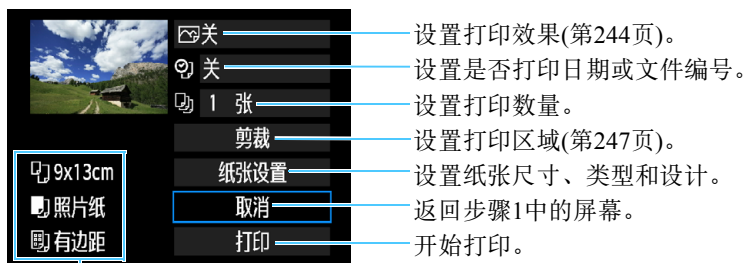 关 设置打印效果(第244页)。
关 设置是否打印日期或文件编号。
1 张 设置打印数量。
剪裁 设置打印区域(第247页)。
9x13cm 纸张设置 设置纸张尺寸、类型和设计。
照片纸 取消 返回步骤1中的屏幕。
有边距 打印 开始打印。